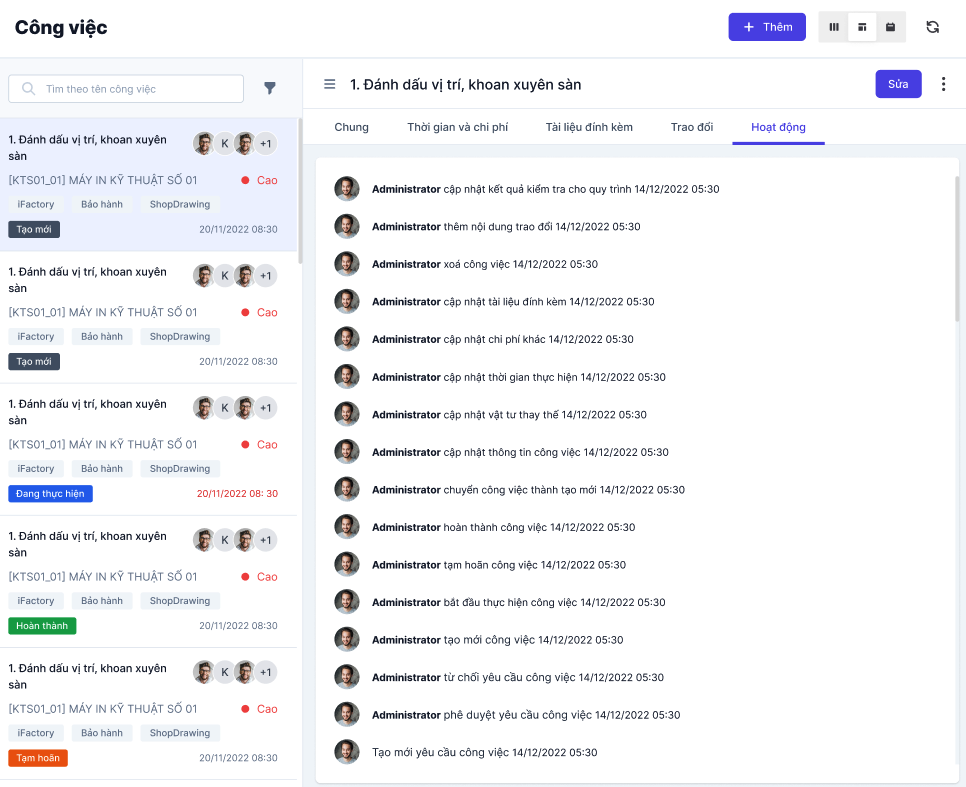 Công việc
Thêm
Tìm theo tên công việc
1. Đánh dấu vị trí, khoan xuyên sàn
Sửa
Chung
Thời gian và chi phí
Tài liệu đính kèm
Trao đổi
Hoạt động
1. Đánh dấu vị trí, khoan xuyên
sàn
K
+1
[KTS01_01] MÁY IN KỸ THUẬT SỐ 01
Cao
iFactory
Bảo hành
ShopDrawing
Tạo mới
20/11/2022 08:30
1. Đánh dấu vị trí, khoan xuyên
sàn
K
+1
[KTS01_01] MÁY IN KỸ THUẬT SỐ 01
Cao
iFactory
Bảo hành
ShopDrawing
Tạo mới
20/11/2022 08:30
1. Đánh dấu vị trí, khoan xuyên
sàn
K
+1
[KTS01_01] MÁY IN KỸ THUẬT SỐ 01
Cao
iFactory
Bảo hành
ShopDrawing
Đang thực hiện
20/11/2022 08: 30
1. Đánh dấu vị trí, khoan xuyên
sàn
K
+1
[KTS01_01] MÁY IN KỸ THUẬT SỐ 01
Cao
iFactory
Bảo hành
ShopDrawing
Hoàn thành
20/11/2022 08:30
1. Đánh dấu vị trí, khoan xuyên
sàn
K
+1
[KTS01_01] MÁY IN KỸ THUẬT SỐ 01
Cao
iFactory
Bảo hành
ShopDrawing
Tạm hoãn
20/11/2022 08:30
Administrator cập nhật kết quả kiểm tra cho quy trình 14/12/2022 05:30
Administrator thêm nội dung trao đổi 14/12/2022 05:30
Administrator xoá công việc 14/12/2022 05:30
Administrator cập nhật tài liệu đính kèm 14/12/2022 05:30
Administrator cập nhật chi phí khác 14/12/2022 05:30
Administrator cập nhật thời gian thực hiện 14/12/2022 05:30
Administrator cập nhật vật tư thay thế 14/12/2022 05:30
Administrator cập nhật thông tin công việc 14/12/2022 05:30
Administrator chuyển công việc thành tạo mới 14/12/2022 05:30
Administrator hoàn thành công việc 14/12/2022 05:30
Administrator tạm hoãn công việc 14/12/2022 05:30
Administrator bắt đầu thực hiện công việc 14/12/2022 05:30
Administrator tạo mới công việc 14/12/2022 05:30
Administrator từ chối yêu cầu công việc 14/12/2022 05:30
Administrator phê duyệt yêu cầu công việc 14/12/2022 05:30
Tạo mới yêu cầu công việc 14/12/2022 05:30